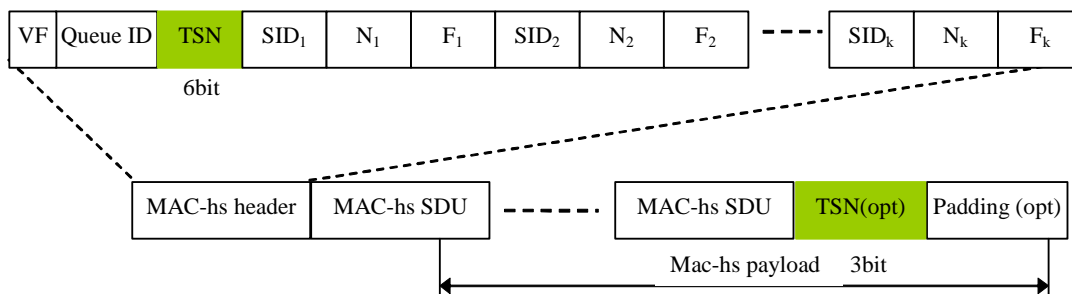 VF Queue ID TSN SID₁ N₁ F₁ SID₂ N₂ F₂ SIDₖ Nₖ Fₖ
6bit
MAC-hs header MAC-hs SDU MAC-hs SDU TSN(opt) Padding (opt)
Mac-hs payload 3bit